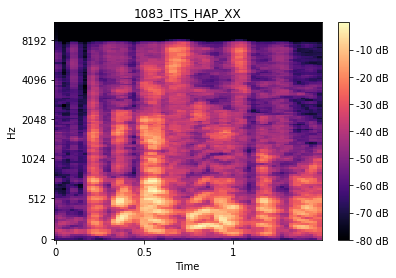 1083_ITS_HAP_XX
8192
4096
2048
1024
512
0
Hz
0
0.5
1
Time
-10 dB
-20 dB
-30 dB
-40 dB
-50 dB
-60 dB
-70 dB
-80 dB